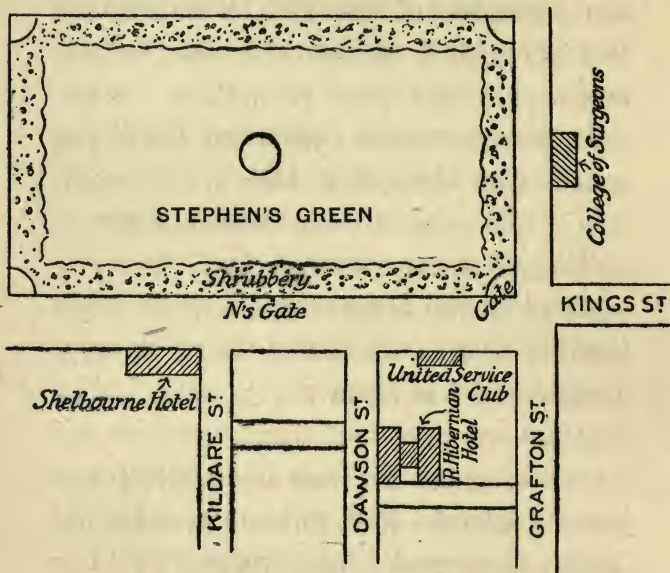 College of Surgeons
STEPHEN'S GREEN
Shrubbery
Gate
N's Gate
KINGS ST
Shelbourne Hotel
United Service
Club
R. Hibernian
Hotel
KILDARE ST.
DAWSON ST.
GRAFTON ST.